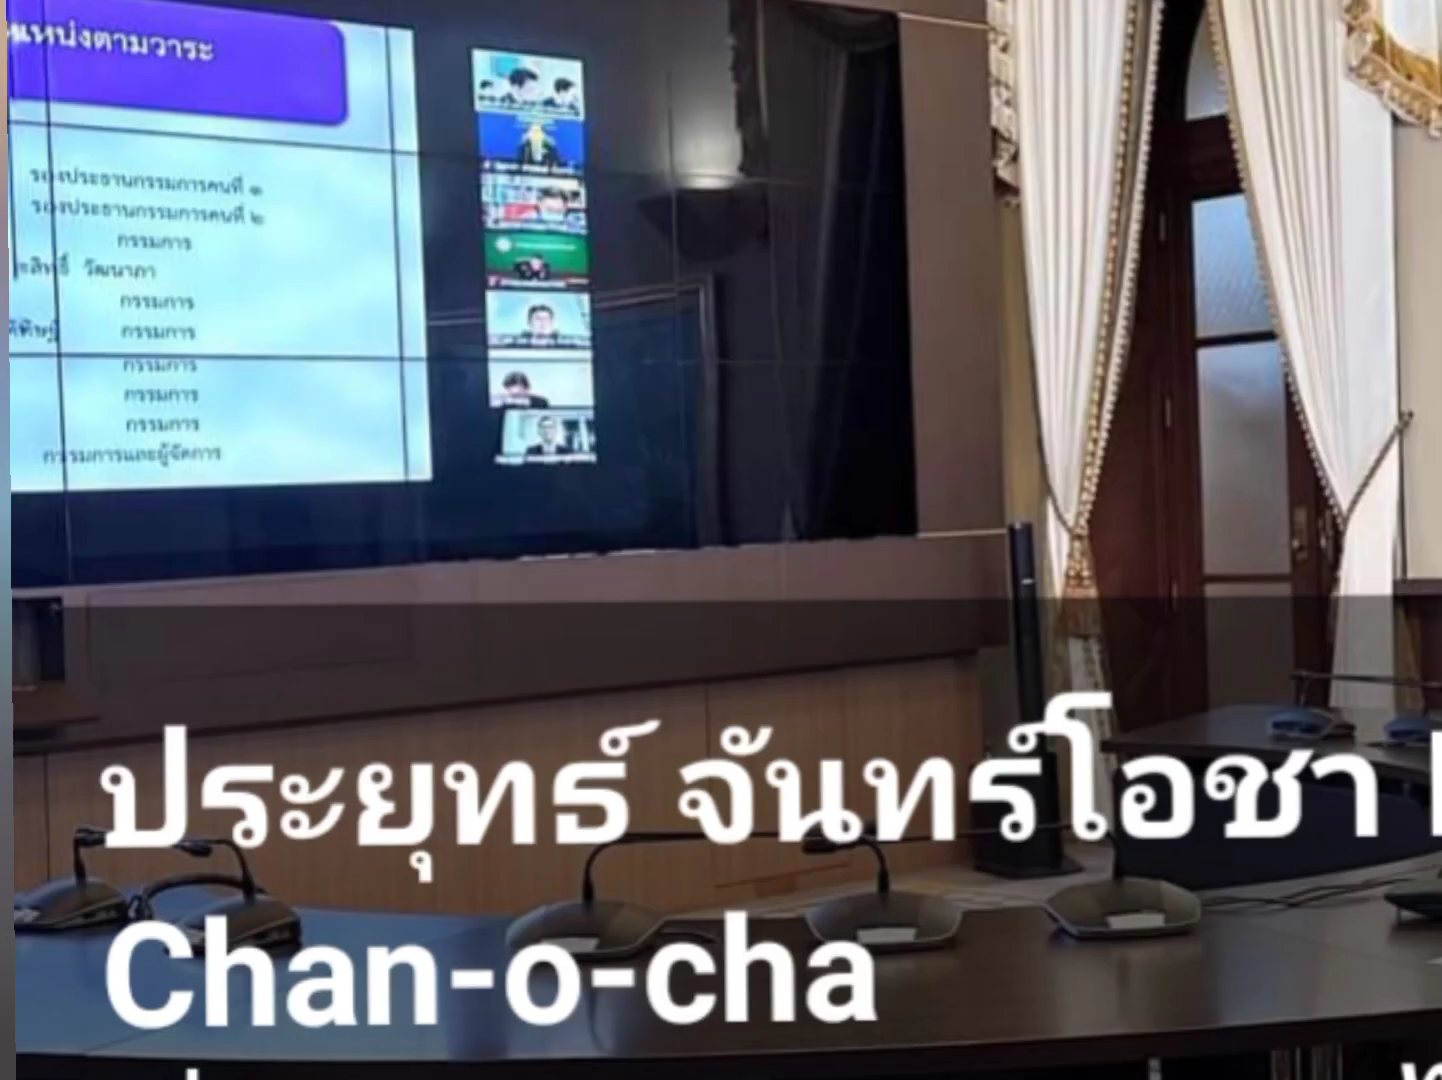 แหน่งตามวาระ
รองประธานกรรมการคนที่ ๑
รองประธานกรรมการคนที่ ๒
กรรมการ
วัฒนาภา
กรรมการ
กรรมการ
กรรมการ
กรรมการ
กรรมการ
กรรมการและผู้จัดการ
ประยุทธ์ จันทร์โอชา
Chan-o-cha